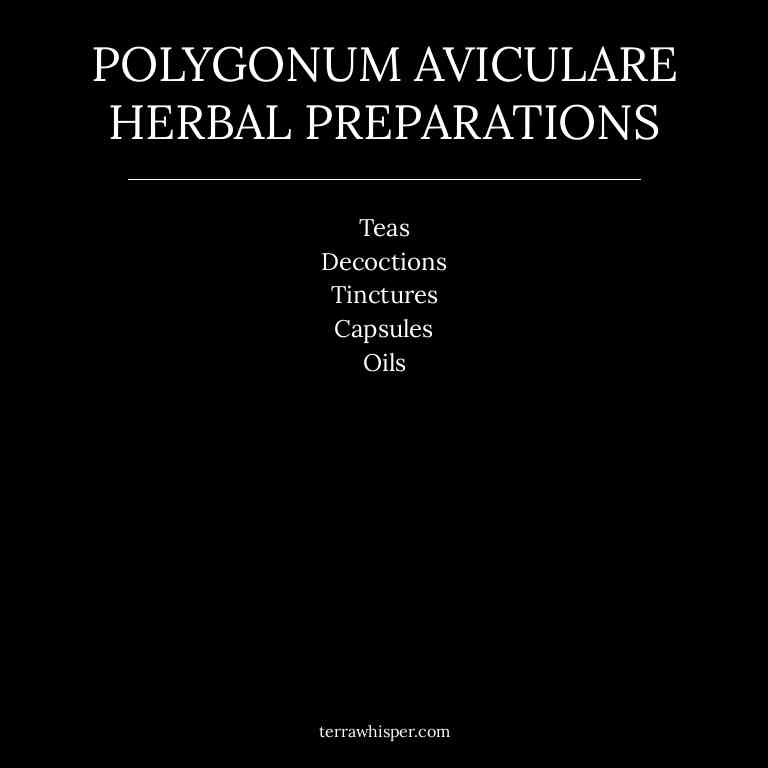 POLYGONUM AVICULARE
HERBAL PREPARATIONS
Teas
Decoctions
Tinctures
Capsules
Oils
terrawhisper.com